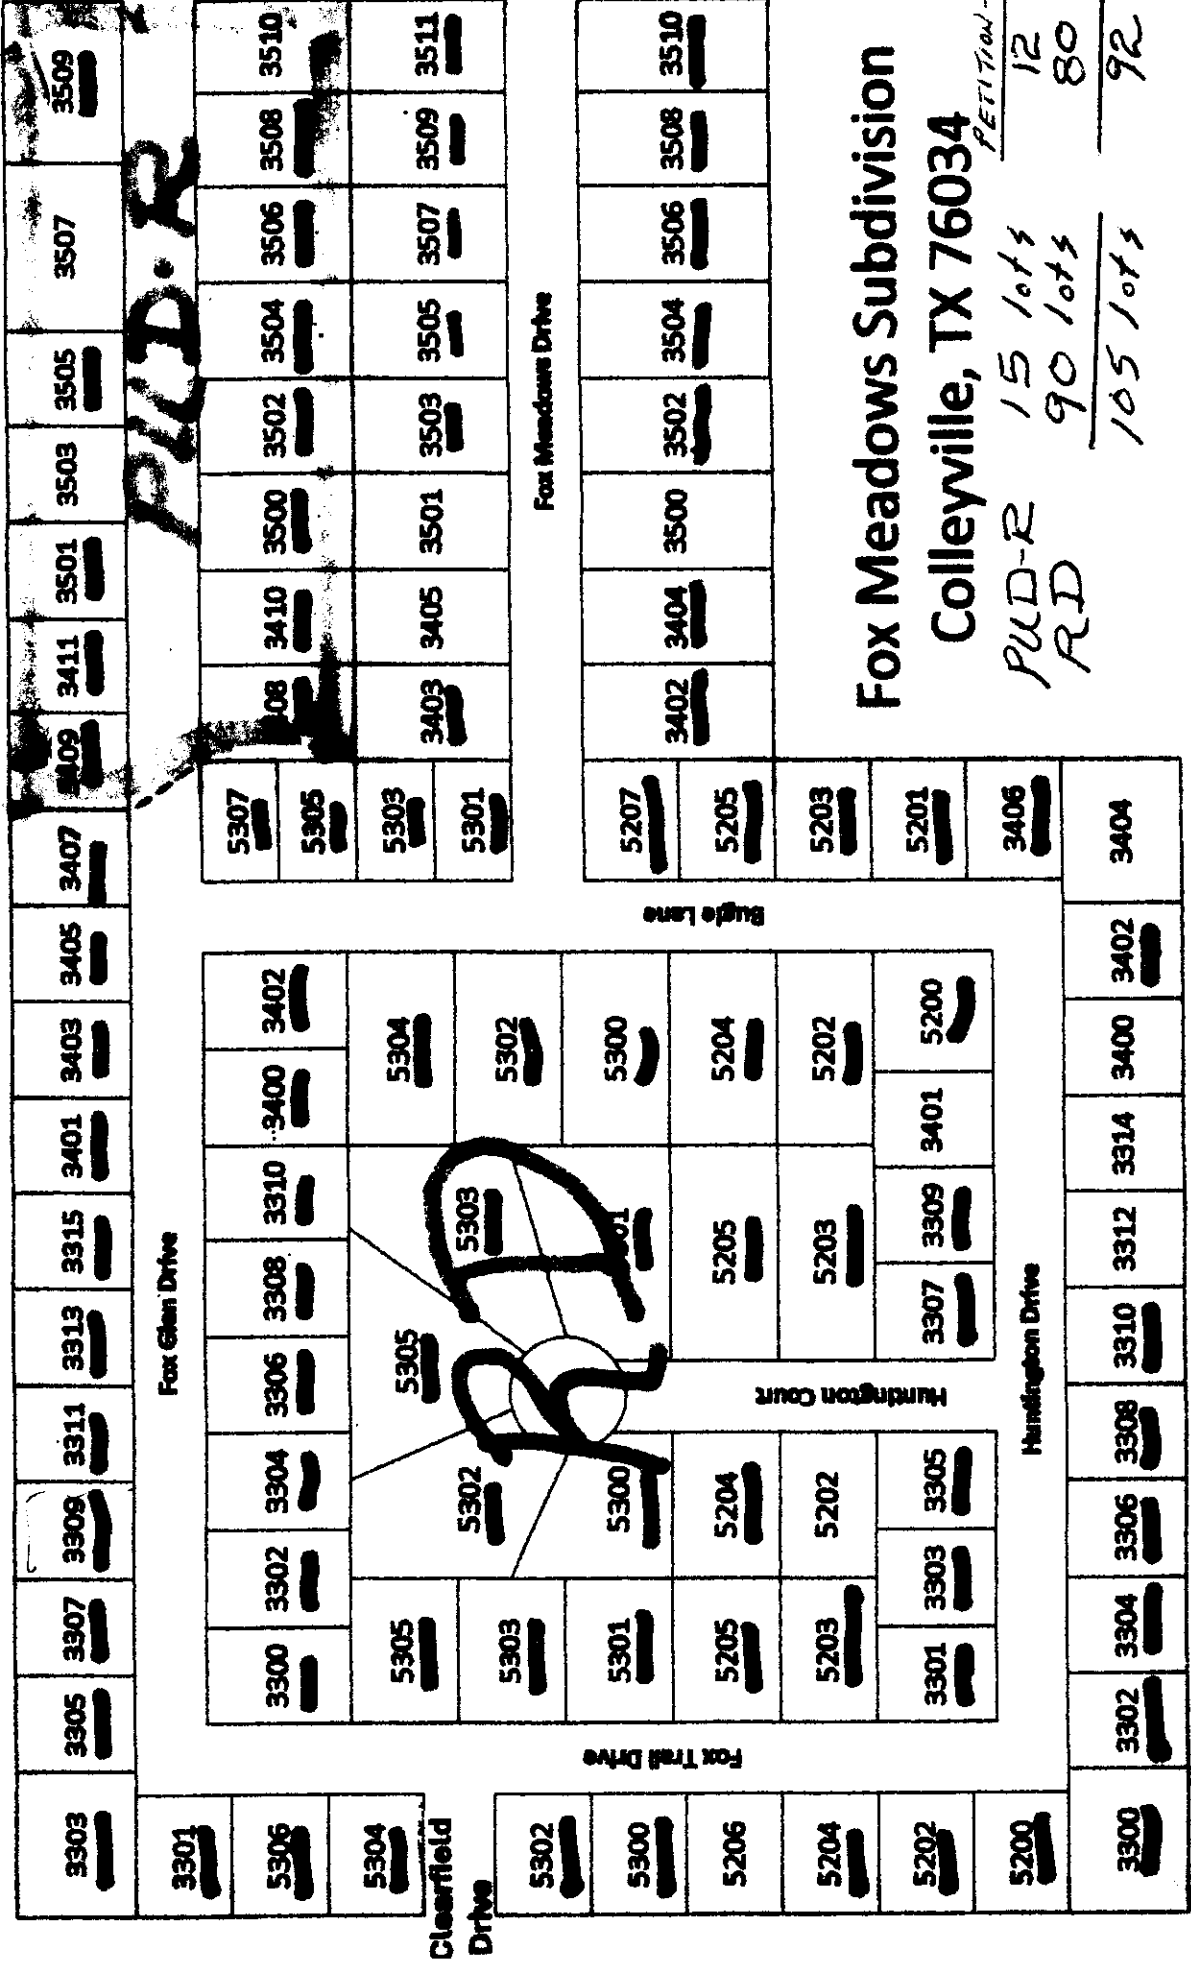 3303 3305 3307 3309 3311 3313 3315 3401 3403 3405 3407 3409 3411 3501 3503 3505 3507 3509
Fox Glen Drive PUD-R
3301 5307
5306 3300 3302 3304 3306 3308 3310 3400 3402 5305 3410 3500 3502 3504 3506 3508 3510
5304 5305 5305 5304 5303
3403 3405 3501 3503 3505 3507 3509 3511
Clearfield
Drive
5303 5301
RD
5302 5303 5302 5302
Fox Meadows Drive
5300 5301 5300 5300 5207
3402 3404 3500 3502 3504 3506 3508 3510
5206 5205 5204 5205 5204 5205
Fox Trail Drive
Bugle Lane
5204 5203 5202 5203 5202 5203
Huntington Court
5202 3301 3303 3305 3307 3309 3401 5200 5201
5200 3406
Huntington Drive
3300 3302 3304 3306 3308 3310 3312 3314 3400 3402 3404
Fox Meadows Subdivision
Colleyville, TX 76034
PETITION-
PUD-R 15 lots 12
RD 90 lots 80
105 lots 92